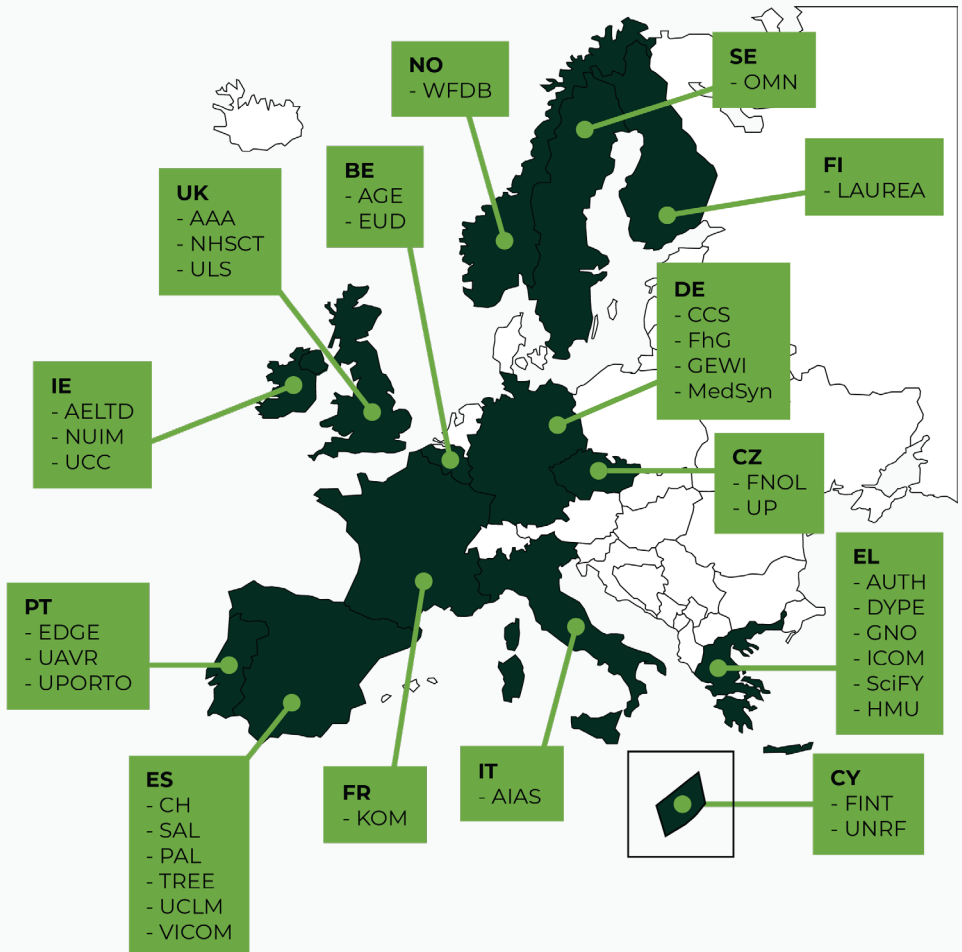 NO
- WFDB
SE
- OMN
BE
- AGE
- EUD
FI
- LAUREA
UK
- AAA
- NHSCT
- ULS
DE
- CCS
- FhG
- GEWI
- MedSyn
IE
- AELTD
- NUIM
- UCC
CZ
- FNOL
- UP
EL
- AUTH
- DYPE
- GNO
- ICOM
- SciFY
- HMU
PT
- EDGE
- UAVR
- UPORTO
ES
- CH
- SAL
- PAL
- TREE
- UCLM
- VICOM
FR
- KOM
IT
- AIAS
CY
- FINT
- UNRF